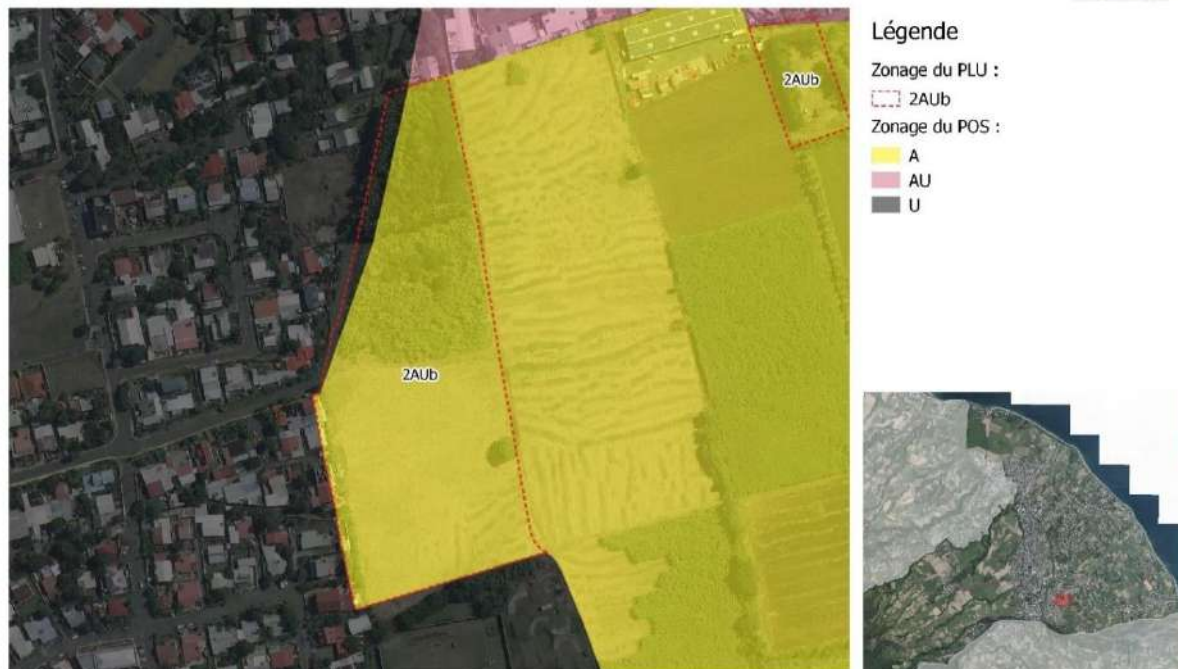 2AUb
2AUb
Légende
Zonage du PLU :
2AUb
Zonage du POS :
A
AU
U